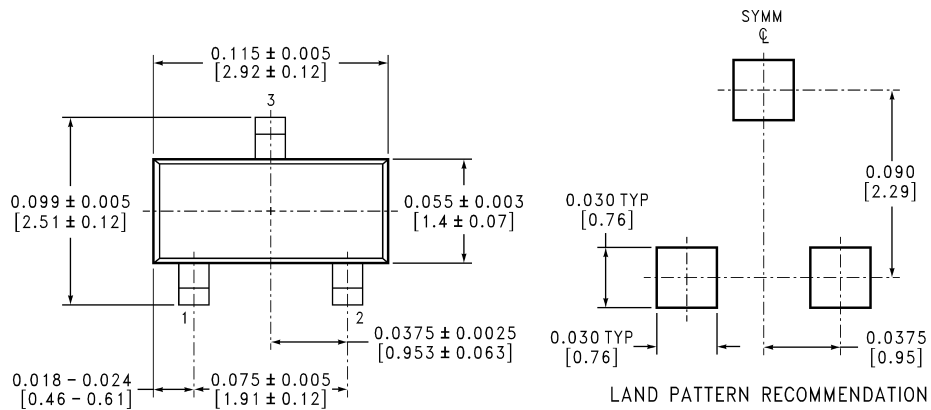 SYMM
℄
0.115 ± 0.005
[2.92 ± 0.12]
3
0.099 ± 0.005
[2.51 ± 0.12]
0.055 ± 0.003
[1.4 ± 0.07]
0.090
[2.29]
0.030 TYP
[0.76]
1
2
0.0375 ± 0.0025
[0.953 ± 0.063]
0.030 TYP
[0.76]
0.0375
[0.95]
0.018 - 0.024
[0.46 - 0.61]
0.075 ± 0.005
[1.91 ± 0.12]
LAND PATTERN RECOMMENDATION